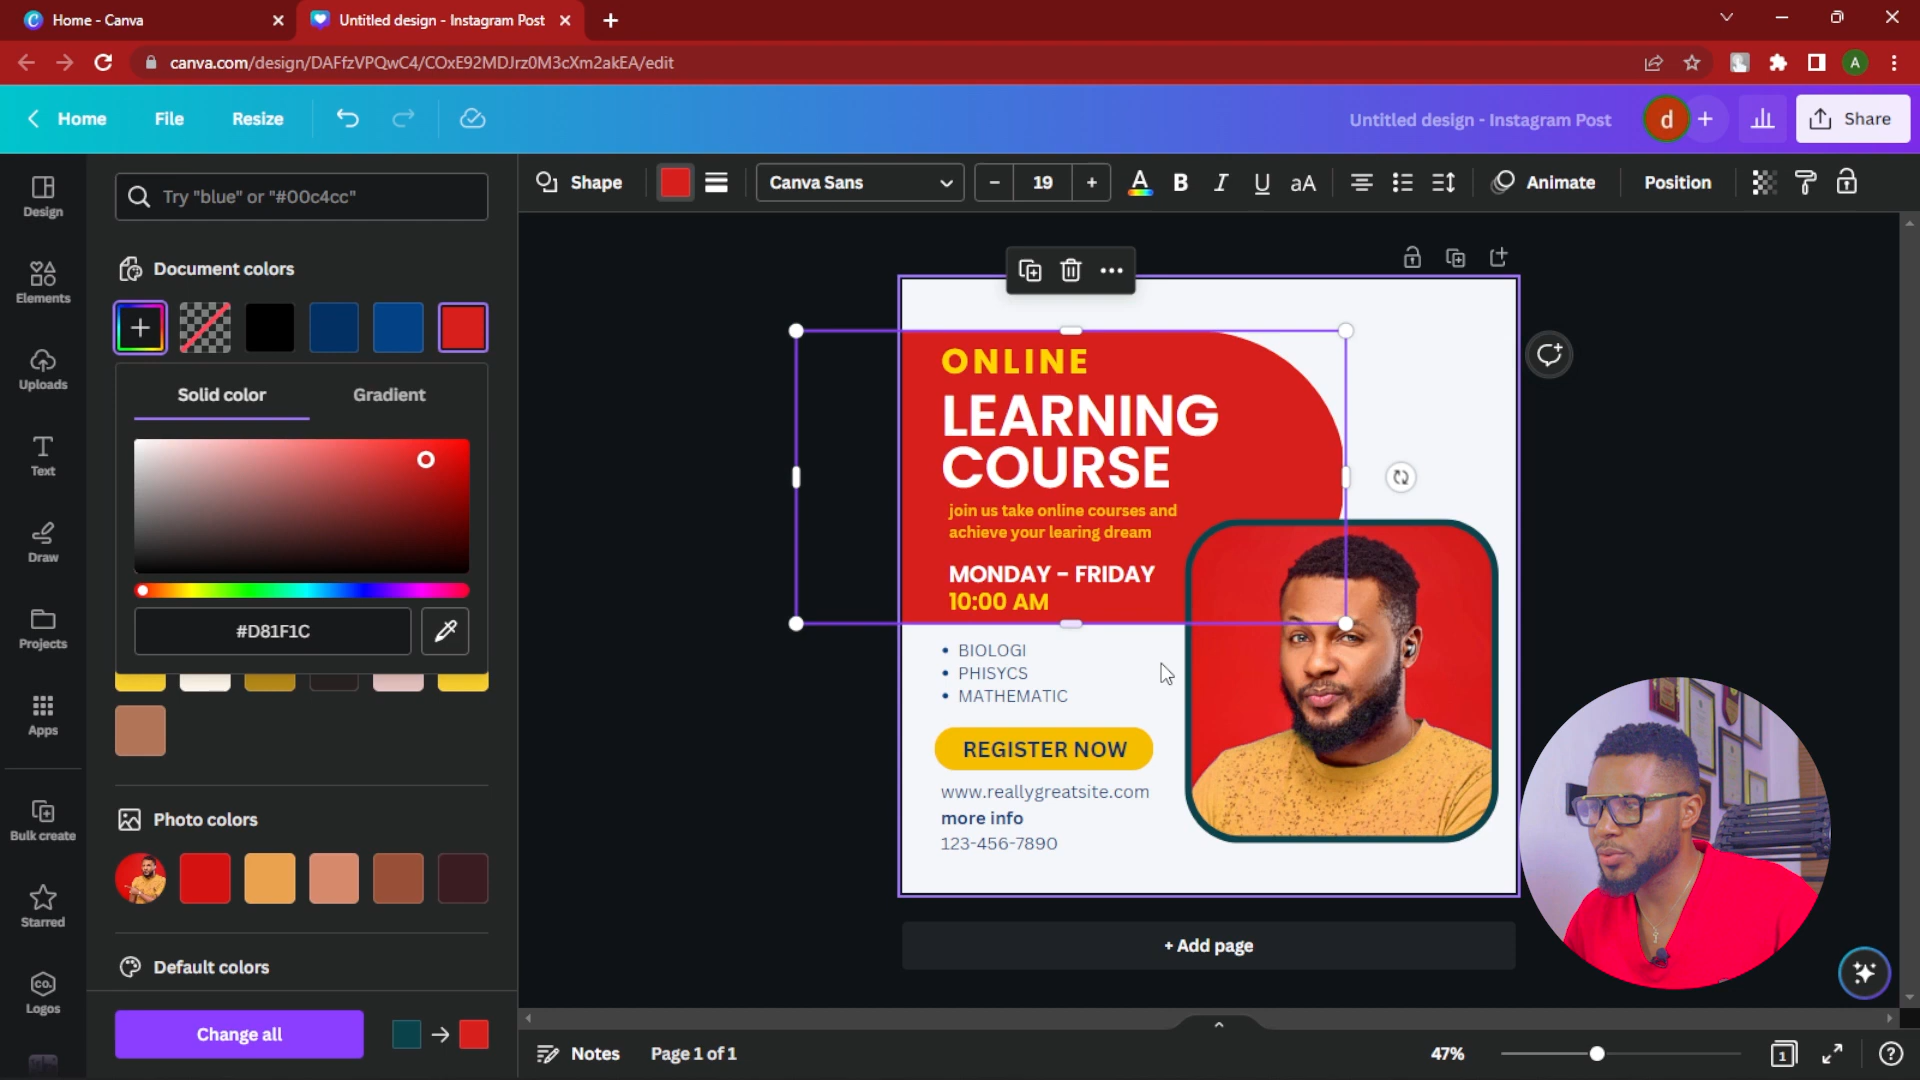 Home - Canva
Untitled design - Instagram Post
canva.com/design/DAFfzVPQwC4/COxE92MDJrz0M3cXm2akEA/edit
A
Home
File
Resize
Untitled design - Instagram Post
d
Share
Design
Elements
Uploads
Text
Draw
Projects
Apps
Bulk create
Starred
CO.
Logos
Try "blue" or "#00c4cc"
Document colors
Solid color
Gradient
#D81F1C
Photo colors
Default colors
Change all
Shape
Canva Sans
19
A
B
I
U
aA
Animate
Position
ONLINE
LEARNING
COURSE
join us take online courses and
achieve your learing dream
MONDAY - FRIDAY
10:00 AM
• BIOLOGI
• PHISYCS
• MATHEMATIC
REGISTER NOW
www.reallygreatsite.com
more info
123-456-7890
+ Add page
Notes
Page 1 of 1
47%
1